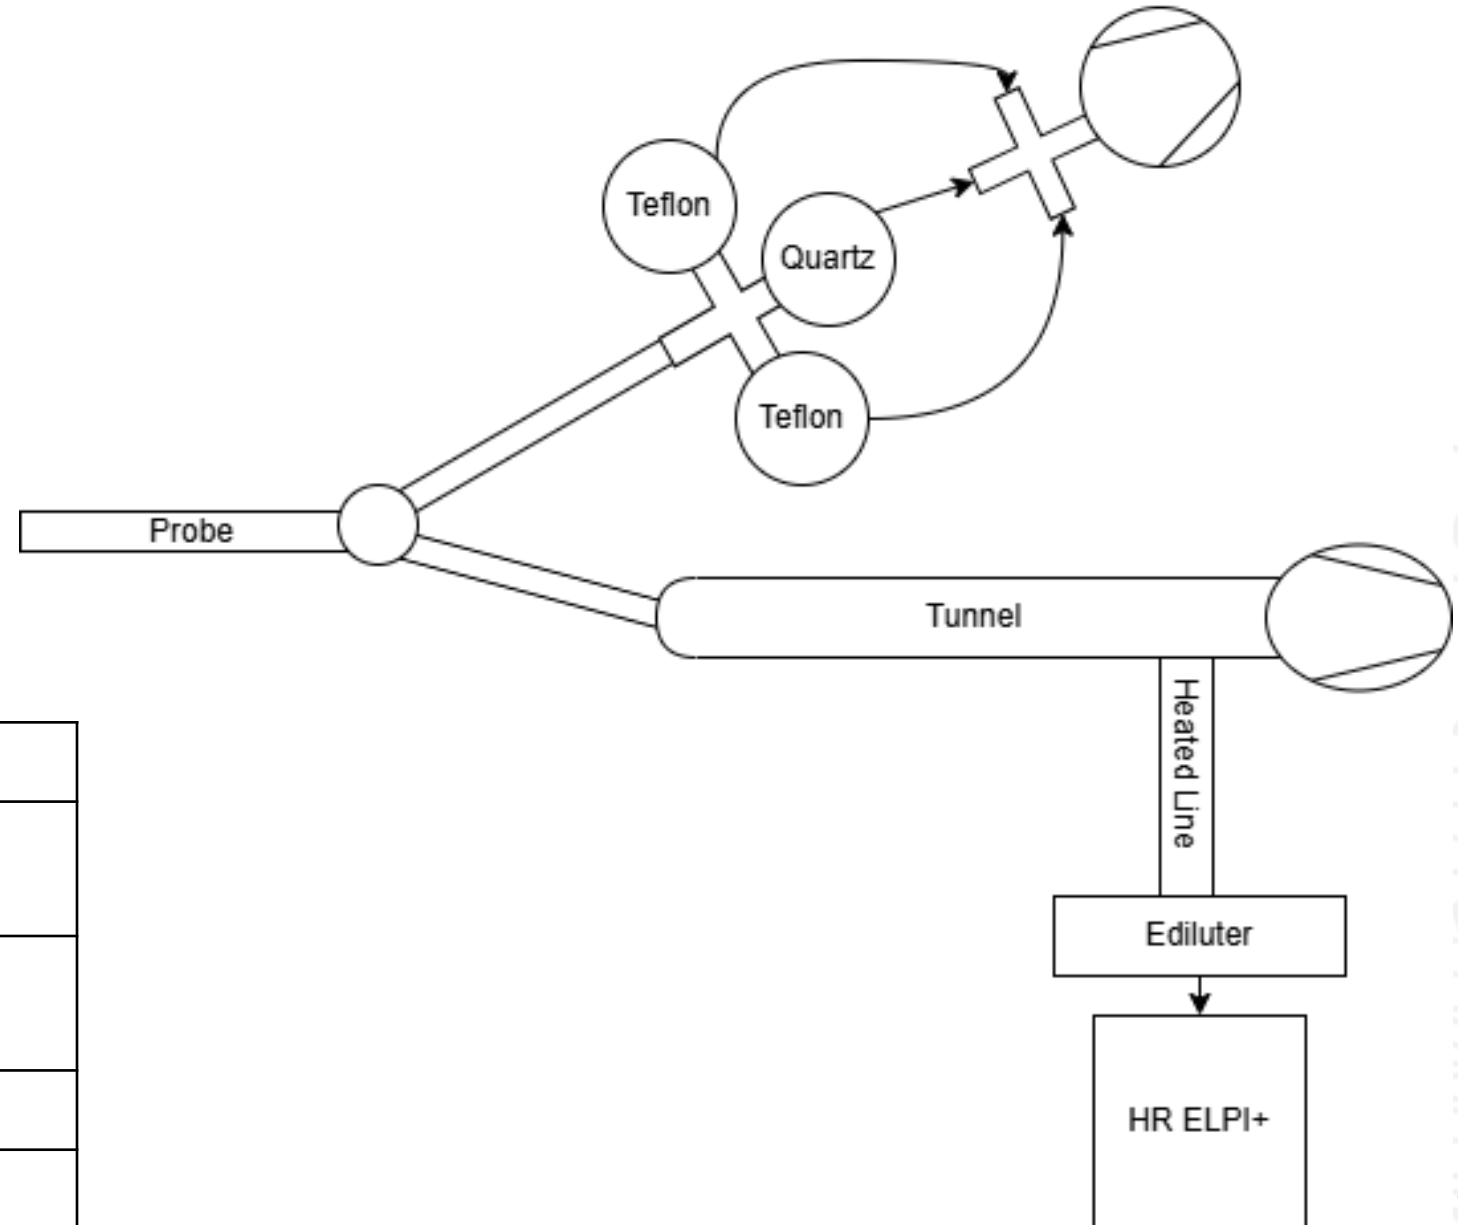 Teflon
Quartz
Teflon
Probe
Tunnel
Heated Line
Ediluter
HR ELPI+